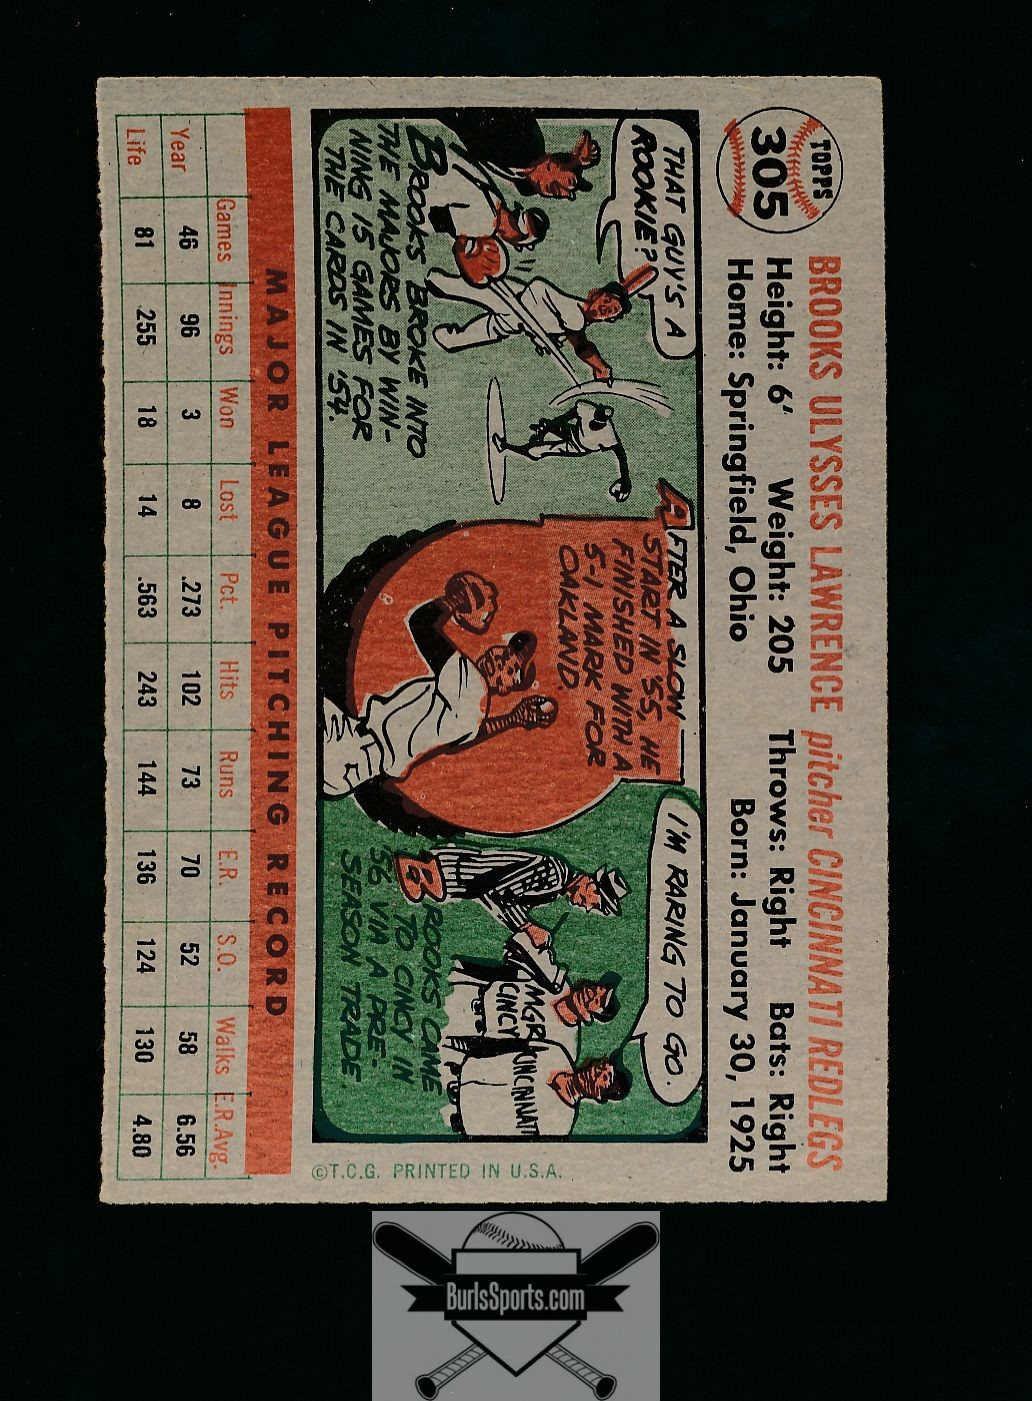 TOPPS
305
BROOKS ULYSSES LAWRENCE pitcher CINCINNATI REDLEGS
Height: 6' Weight: 205 Throws: Right Bats: Right
Home: Springfield, Ohio Born: January 30, 1925
THAT GUY'S A
ROOKIE?
BROOKS BROKE INTO
THE MAJORS BY WIN-
NING 15 GAMES FOR
THE CARDS IN '54.
AFTER A SLOW
START IN '55, HE
FINISHED WITH A
5-1 MARK FOR
OAKLAND.
I'M RARING TO GO.
MGR.
CINCY
CINCINNATI
BROOKS CAME
TO CINCY IN
'56 VIA A PRE-
SEASON TRADE.
©T.C.G. PRINTED IN U.S.A.
MAJOR LEAGUE PITCHING RECORD
Games Innings Won Lost Pct. Hits Runs E.R. S.O. Walks E.R.Avg.
Year 46 96 3 8 .273 102 73 70 52 58 6.56
Life 81 255 18 14 .563 243 144 136 124 130 4.80
BurlsSports.com